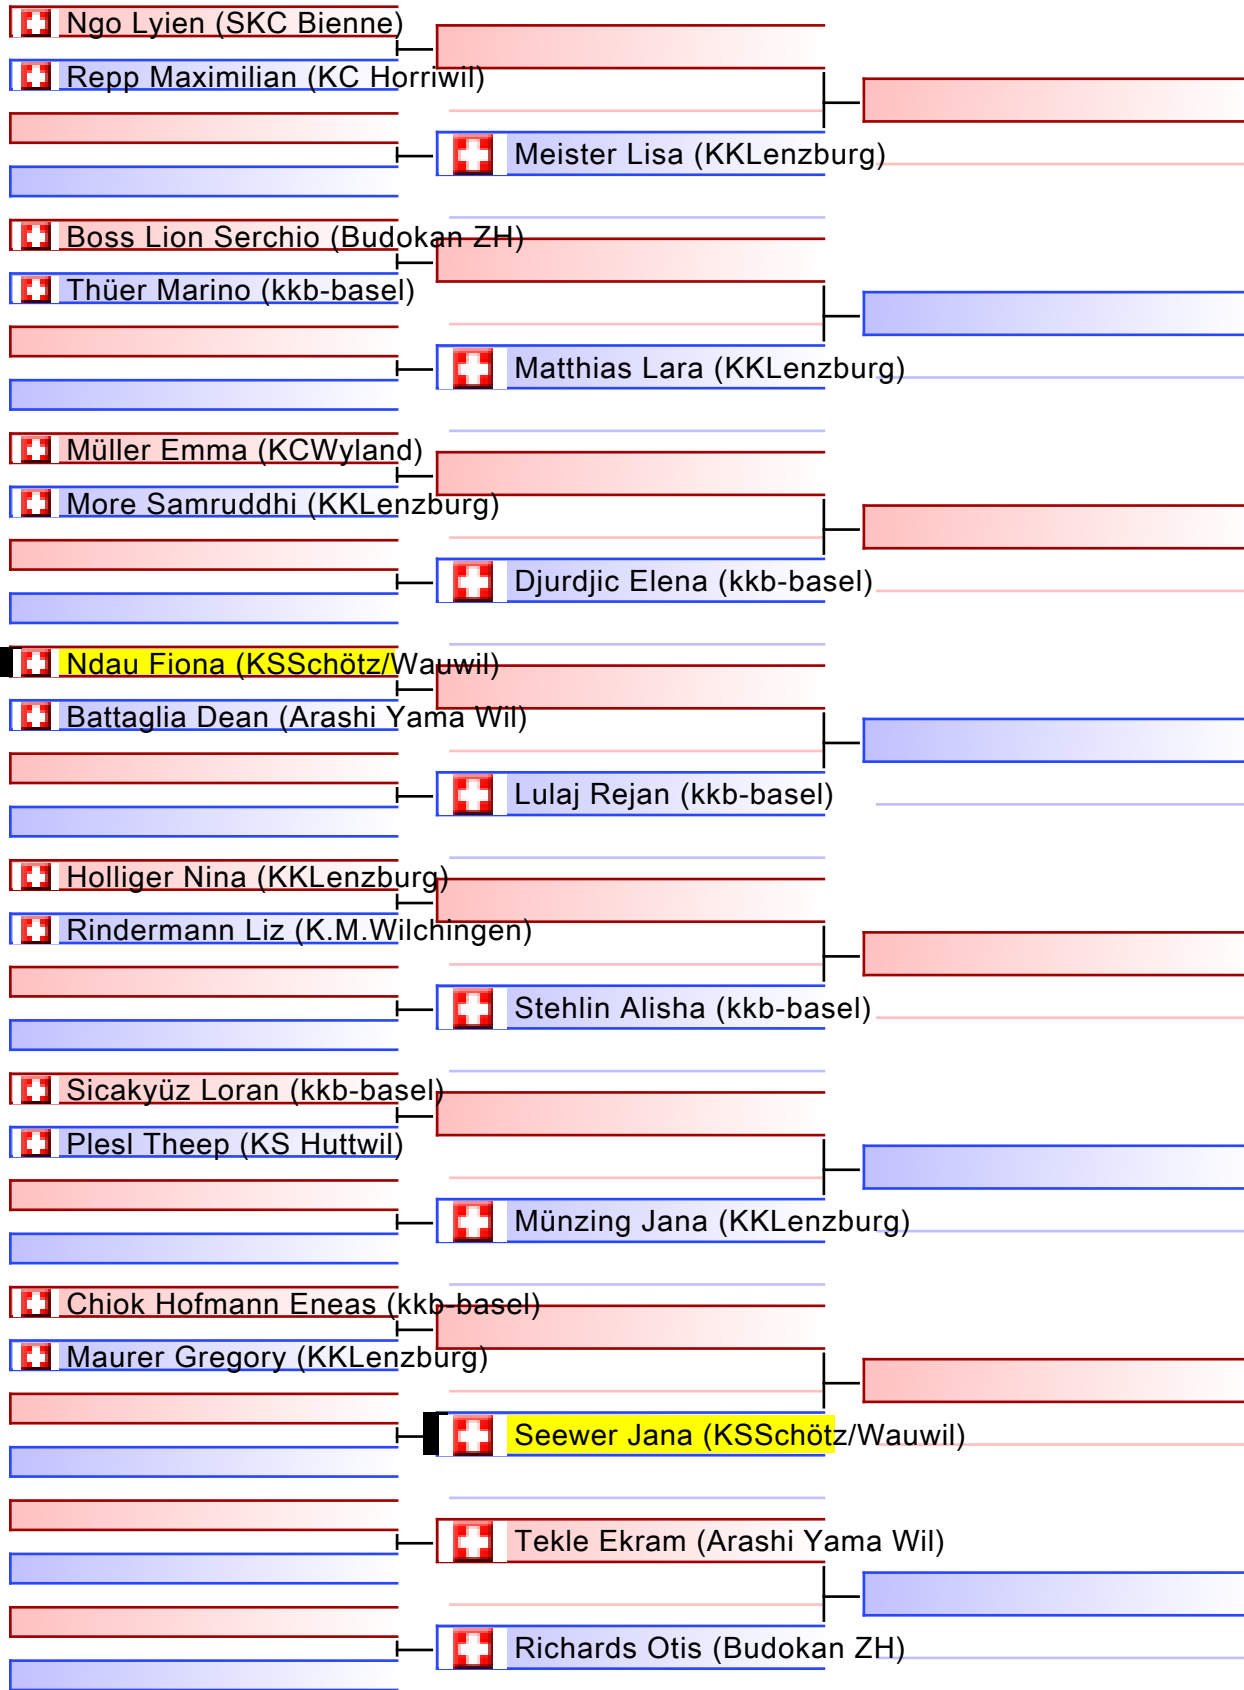 Ngo Lyien (SKC Bienne)
Repp Maximilian (KC Horriwil)
Meister Lisa (KKLenzburg)
Boss Lion Serchio (Budokan ZH)
Thüer Marino (kkb-basel)
Matthias Lara (KKLenzburg)
Müller Emma (KCWyland)
More Samruddhi (KKLenzburg)
Djurdjic Elena (kkb-basel)
Ndau Fiona (KSSchötz/Wauwil)
Battaglia Dean (Arashi Yama Wil)
Lulaj Rejan (kkb-basel)
Holliger Nina (KKLenzburg)
Rindermann Liz (K.M.Wilchingen)
Stehlin Alisha (kkb-basel)
Sicakyüz Loran (kkb-basel)
Plesl Theep (KS Huttwil)
Münzing Jana (KKLenzburg)
Chiok Hofmann Eneas (kkb-basel)
Maurer Gregory (KKLenzburg)
Seewer Jana (KSSchötz/Wauwil)
Tekle Ekram (Arashi Yama Wil)
Richards Otis (Budokan ZH)